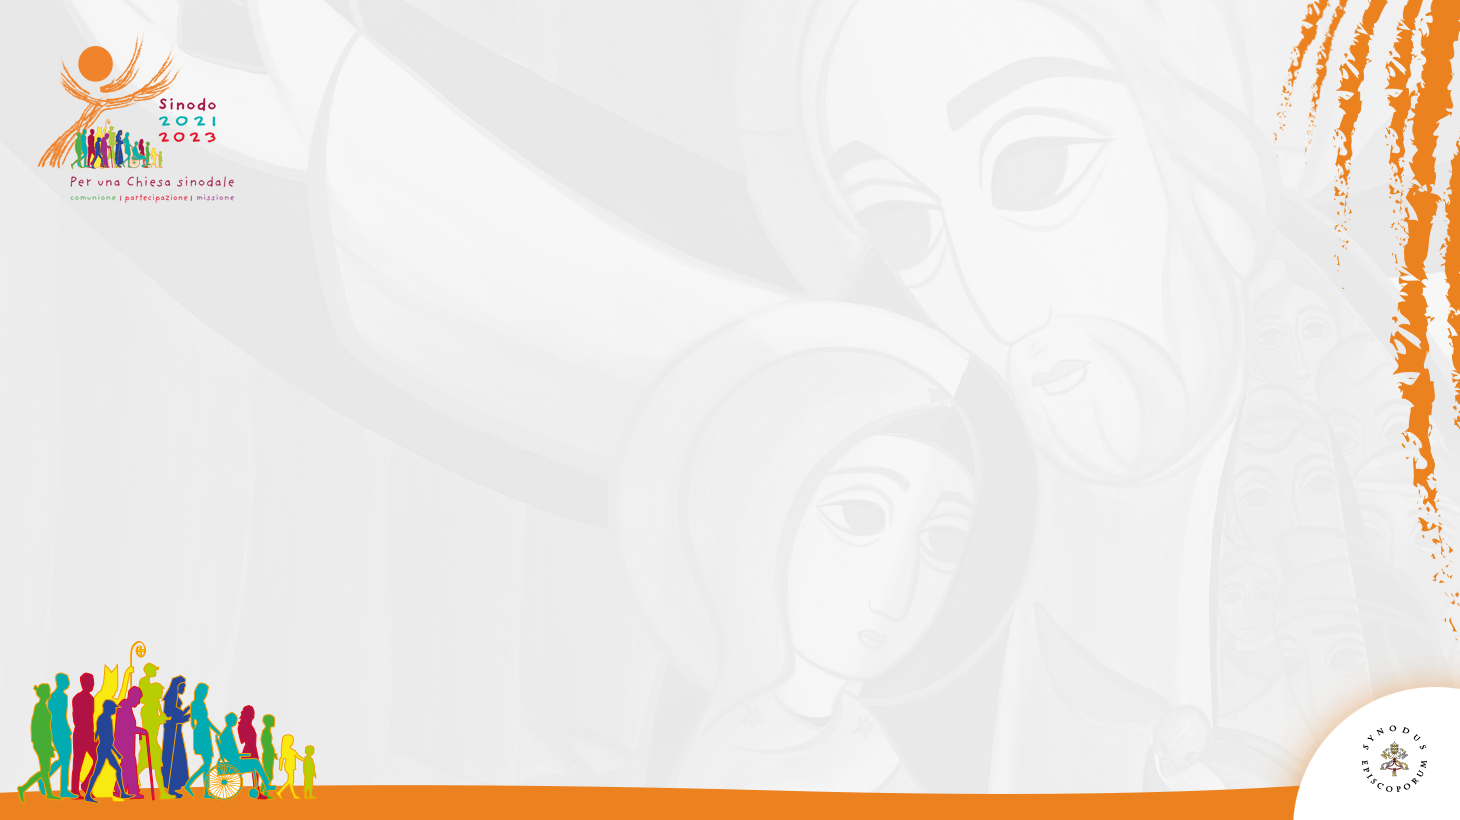 Sinodo
2021
2023
Per una Chiesa sinodale
comunione | partecipazione | missione
SYNODUS
EPISCOPORUM